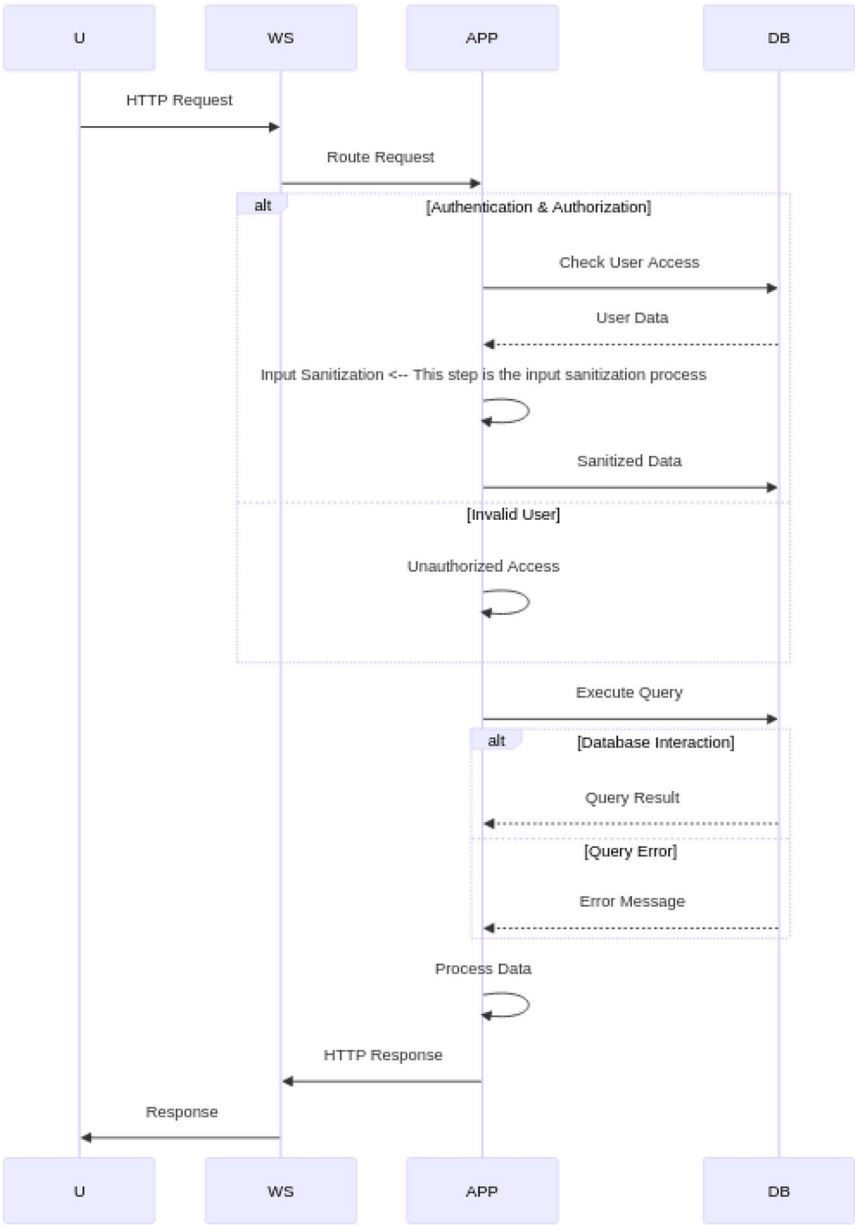 U
WS
APP
DB
HTTP Request
Route Request
alt
[Authentication & Authorization]
Check User Access
User Data
Input Sanitization <-- This step is the input sanitization process
Sanitized Data
[Invalid User]
Unauthorized Access
Execute Query
alt
[Database Interaction]
Query Result
[Query Error]
Error Message
Process Data
HTTP Response
Response
U
WS
APP
DB